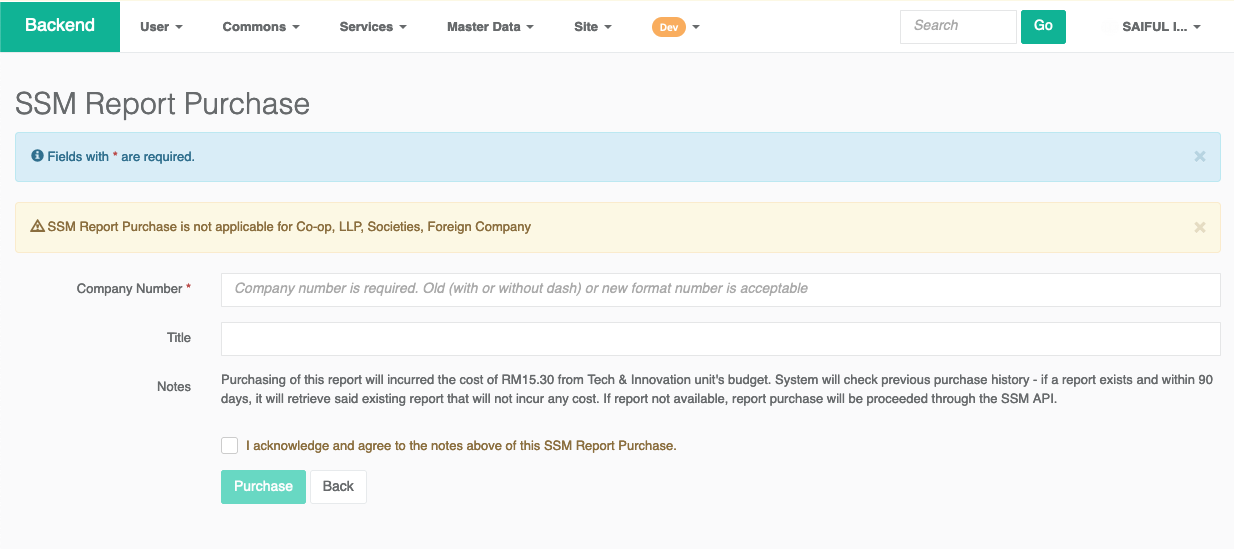 Backend User Commons Services Master Data Site Dev Search Go SAIFUL I...
SSM Report Purchase
Fields with * are required.
SSM Report Purchase is not applicable for Co-op, LLP, Societies, Foreign Company
Company Number * Company number is required. Old (with or without dash) or new format number is acceptable
Title
Notes Purchasing of this report will incurred the cost of RM15.30 from Tech & Innovation unit's budget. System will check previous purchase history - if a report exists and within 90
days, it will retrieve said existing report that will not incur any cost. If report not available, report purchase will be proceeded through the SSM API.
I acknowledge and agree to the notes above of this SSM Report Purchase.
Purchase Back